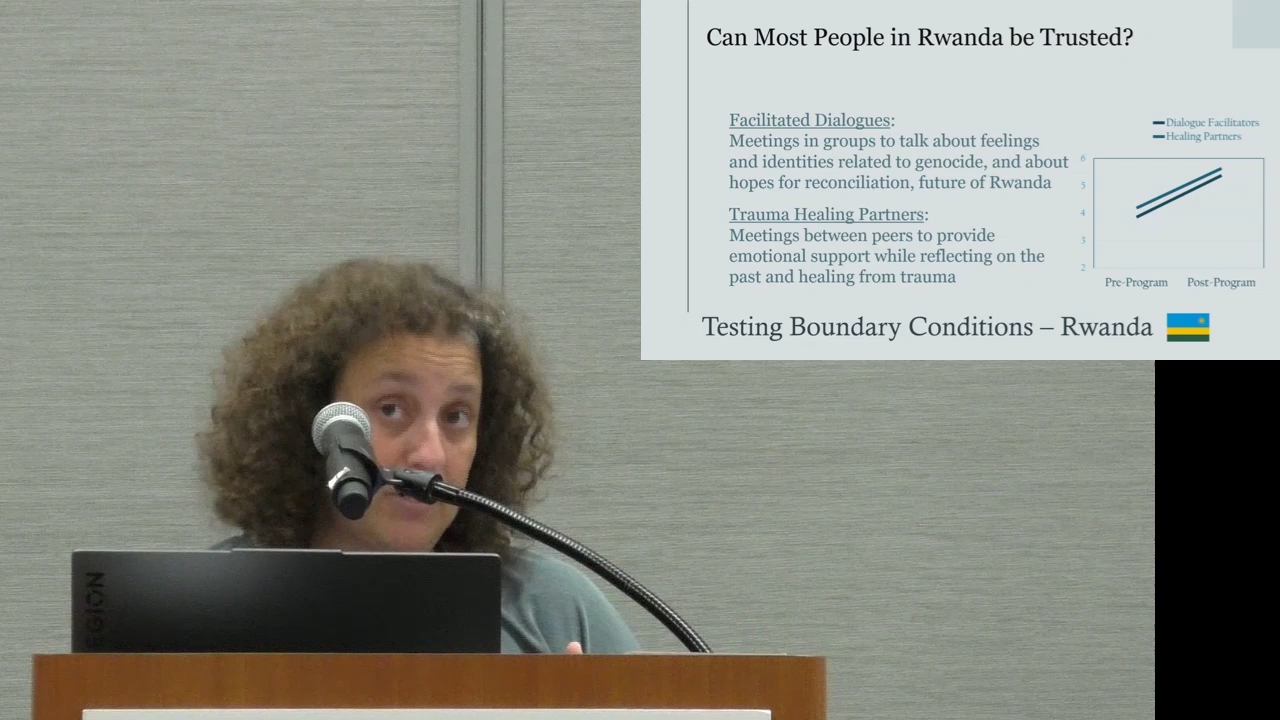 Can Most People in Rwanda be Trusted?
Facilitated Dialogues:
Meetings in groups to talk about feelings
and identities related to genocide, and about
hopes for reconciliation, future of Rwanda
Trauma Healing Partners:
Meetings between peers to provide
emotional support while reflecting on the
past and healing from trauma
Dialogue Facilitators
Healing Partners
6
5
4
3
2
Pre-Program Post-Program
Testing Boundary Conditions – Rwanda
EGION